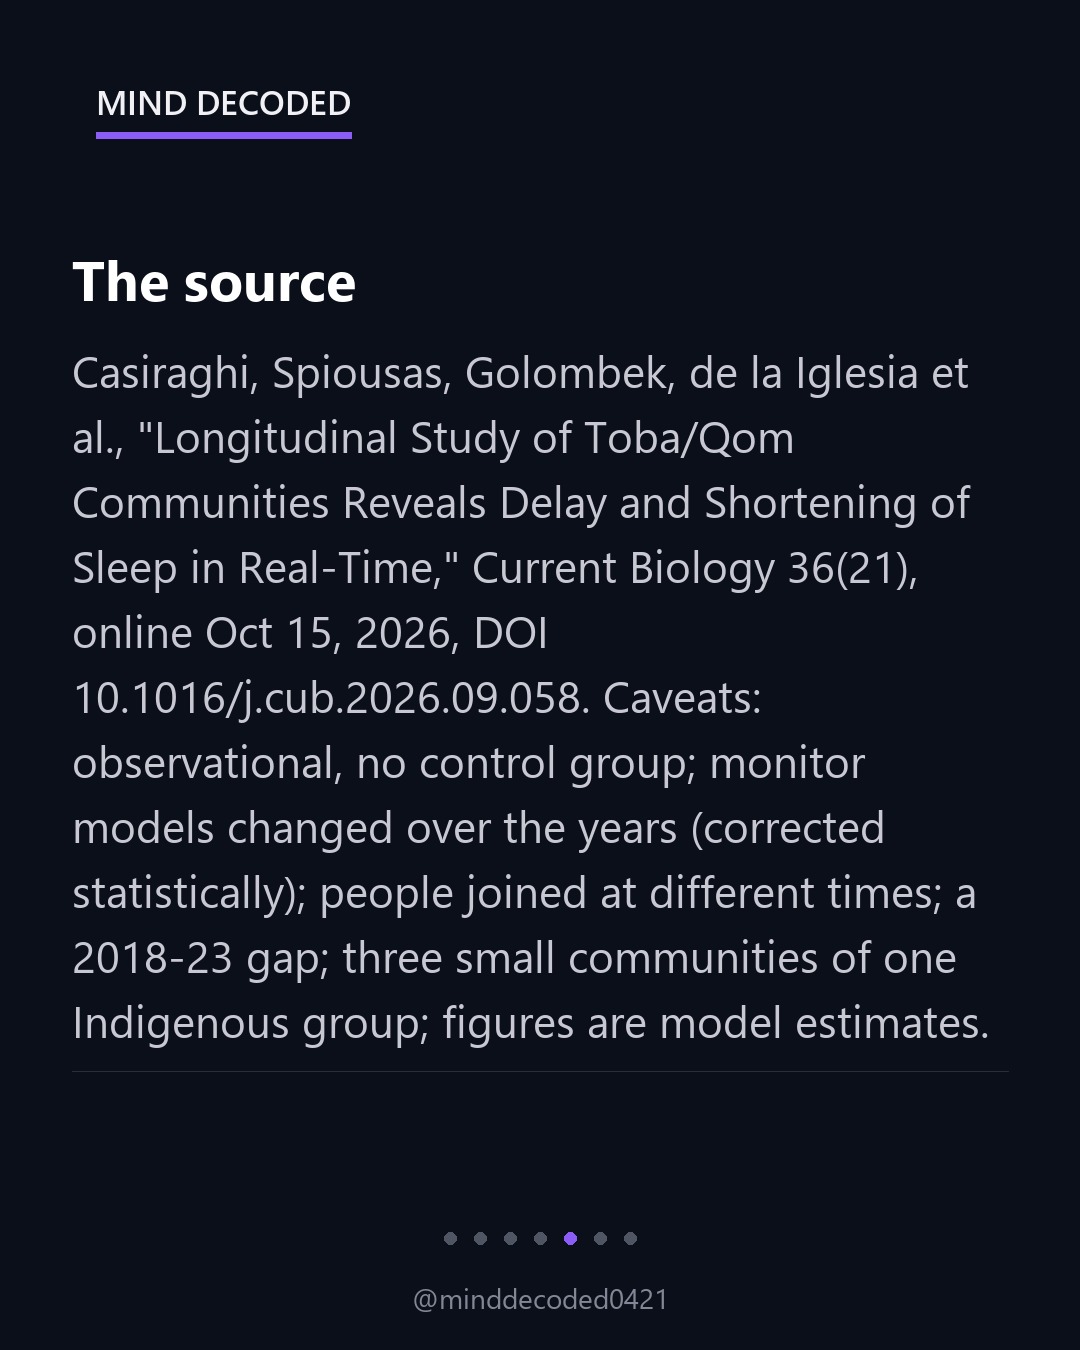 MIND DECODED
The source
Casiraghi, Spiousas, Golombek, de la Iglesia et
al., "Longitudinal Study of Toba/Qom
Communities Reveals Delay and Shortening of
Sleep in Real-Time," Current Biology 36(21),
online Oct 15, 2026, DOI
10.1016/j.cub.2026.09.058. Caveats:
observational, no control group; monitor
models changed over the years (corrected
statistically); people joined at different times; a
2018-23 gap; three small communities of one
Indigenous group; figures are model estimates.
@minddecoded0421